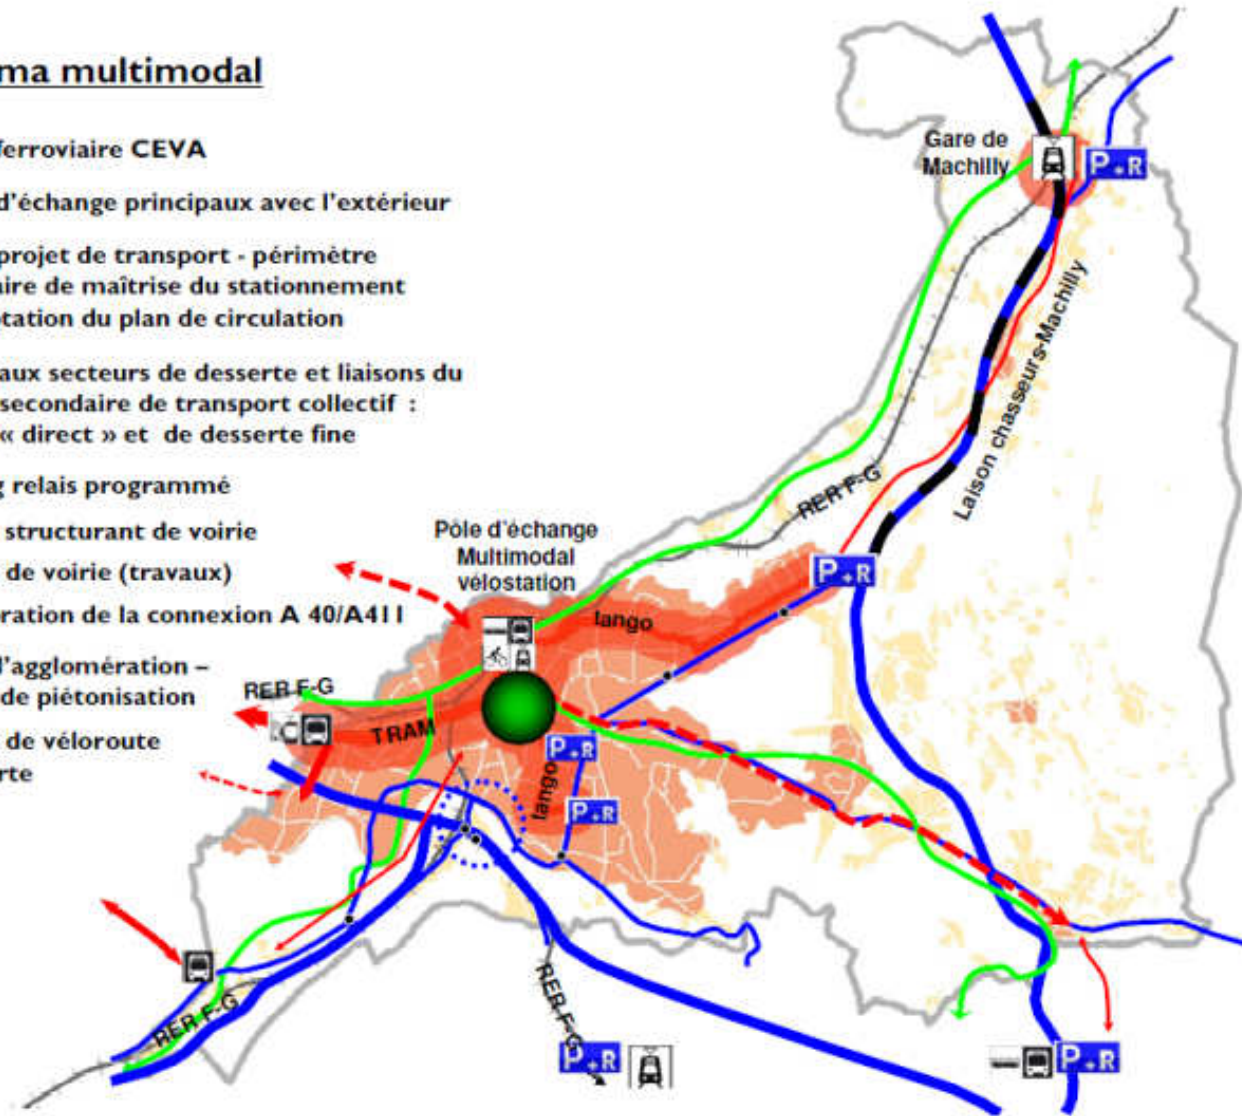 ma multimodal
ferroviaire CEVA
d'échange principaux avec l'extérieur
projet de transport - périmètre
aire de maîtrise du stationnement
otation du plan de circulation
aux secteurs de desserte et liaisons du
secondaire de transport collectif :
« direct » et de desserte fine
g relais programmé
structurant de voirie
de voirie (travaux)
oration de la connexion A 40/A411
l'agglomération –
de piétonisation
de véloroute
rte
Gare de
Machilly
P+R
Laison chasseurs-Machilly
RER F-G
Pôle d'échange
Multimodal
vélostation
P+R
tango
RER F-G
TRAM
P+R
tango
P+R
RER F-G
RER F-G
P+R
P+R